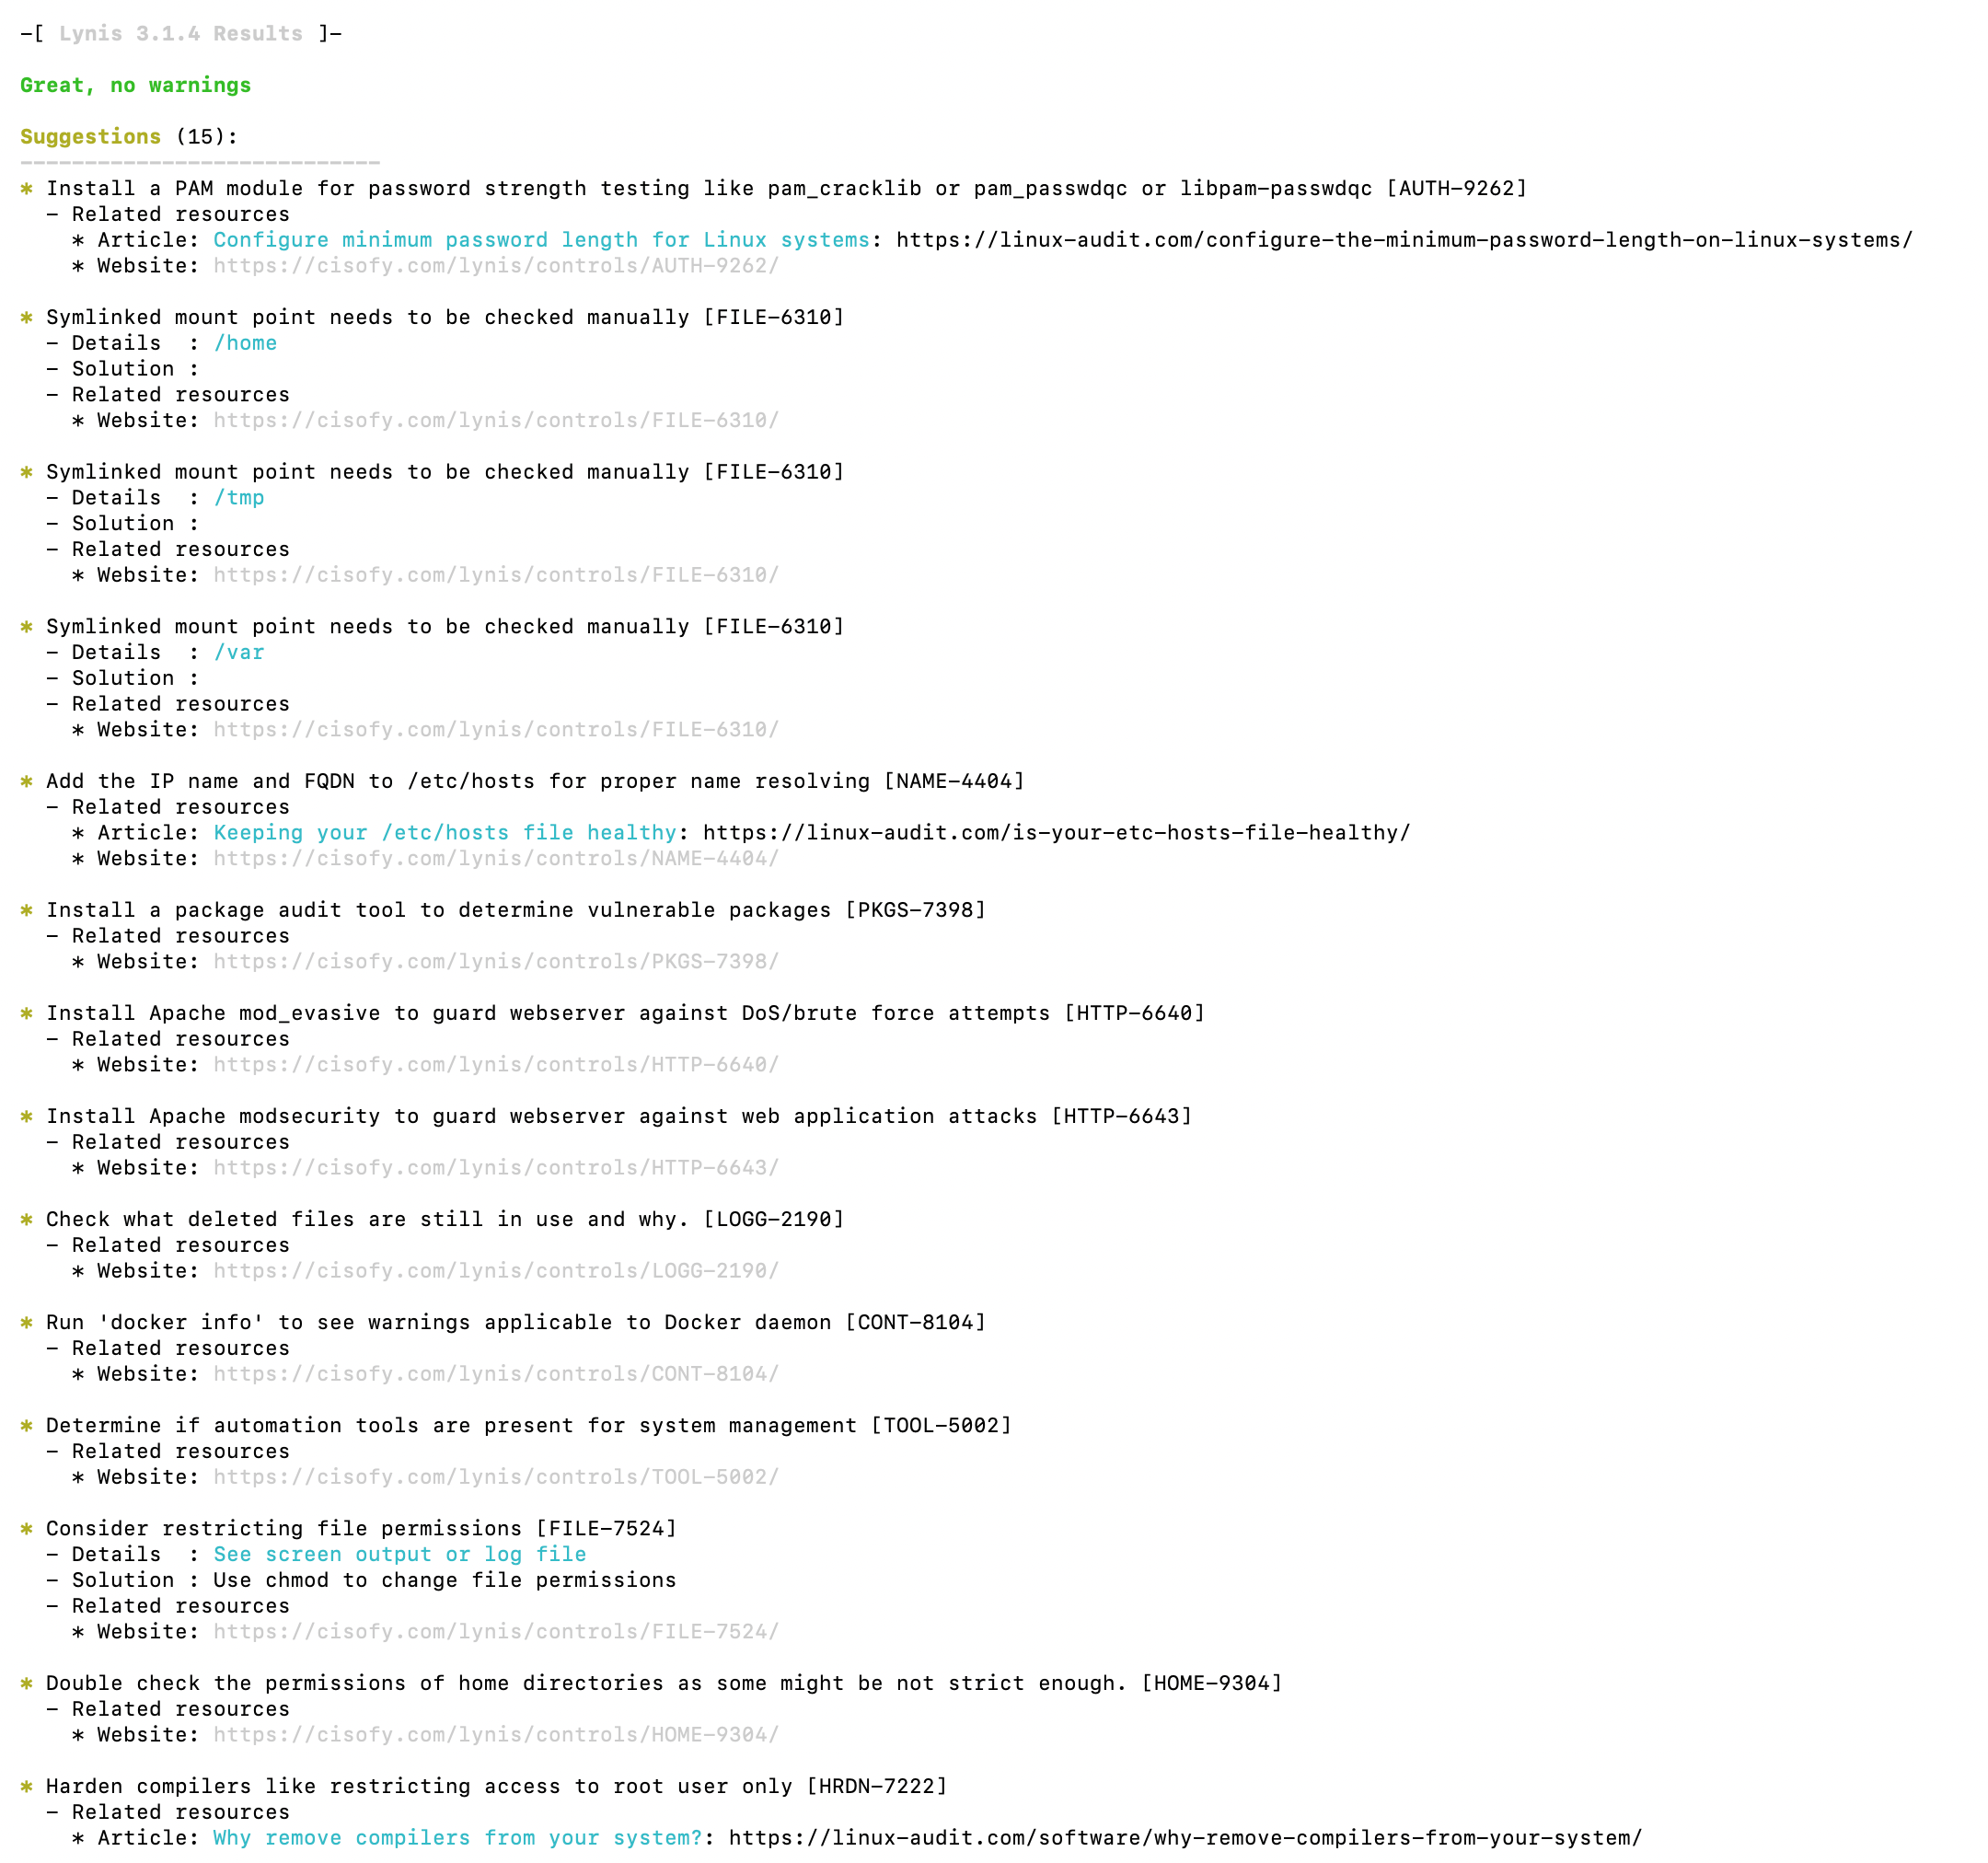 -[ Lynis 3.1.4 Results ]-
Great, no warnings
Suggestions (15):
----------------------------
* Install a PAM module for password strength testing like pam_cracklib or pam_passwdqc or libpam-passwdqc [AUTH-9262]
- Related resources
* Article: Configure minimum password length for Linux systems: https://linux-audit.com/configure-the-minimum-password-length-on-linux-systems/
* Website: https://cisofy.com/lynis/controls/AUTH-9262/
* Symlinked mount point needs to be checked manually [FILE-6310]
- Details  : /home
- Solution :
- Related resources
* Website: https://cisofy.com/lynis/controls/FILE-6310/
* Symlinked mount point needs to be checked manually [FILE-6310]
- Details  : /tmp
- Solution :
- Related resources
* Website: https://cisofy.com/lynis/controls/FILE-6310/
* Symlinked mount point needs to be checked manually [FILE-6310]
- Details  : /var
- Solution :
- Related resources
* Website: https://cisofy.com/lynis/controls/FILE-6310/
* Add the IP name and FQDN to /etc/hosts for proper name resolving [NAME-4404]
- Related resources
* Article: Keeping your /etc/hosts file healthy: https://linux-audit.com/is-your-etc-hosts-file-healthy/
* Website: https://cisofy.com/lynis/controls/NAME-4404/
* Install a package audit tool to determine vulnerable packages [PKGS-7398]
- Related resources
* Website: https://cisofy.com/lynis/controls/PKGS-7398/
* Install Apache mod_evasive to guard webserver against DoS/brute force attempts [HTTP-6640]
- Related resources
* Website: https://cisofy.com/lynis/controls/HTTP-6640/
* Install Apache modsecurity to guard webserver against web application attacks [HTTP-6643]
- Related resources
* Website: https://cisofy.com/lynis/controls/HTTP-6643/
* Check what deleted files are still in use and why. [LOGG-2190]
- Related resources
* Website: https://cisofy.com/lynis/controls/LOGG-2190/
* Run 'docker info' to see warnings applicable to Docker daemon [CONT-8104]
- Related resources
* Website: https://cisofy.com/lynis/controls/CONT-8104/
* Determine if automation tools are present for system management [TOOL-5002]
- Related resources
* Website: https://cisofy.com/lynis/controls/TOOL-5002/
* Consider restricting file permissions [FILE-7524]
- Details  : See screen output or log file
- Solution : Use chmod to change file permissions
- Related resources
* Website: https://cisofy.com/lynis/controls/FILE-7524/
* Double check the permissions of home directories as some might be not strict enough. [HOME-9304]
- Related resources
* Website: https://cisofy.com/lynis/controls/HOME-9304/
* Harden compilers like restricting access to root user only [HRDN-7222]
- Related resources
* Article: Why remove compilers from your system?: https://linux-audit.com/software/why-remove-compilers-from-your-system/